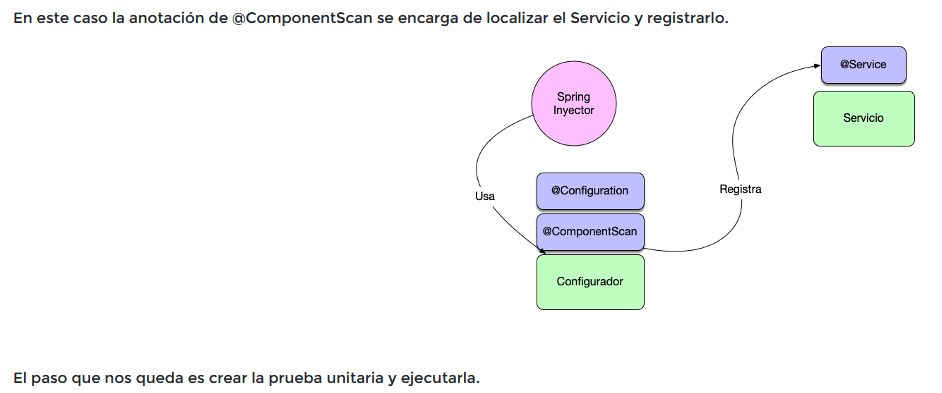 En este caso la anotación de @ComponentScan se encarga de localizar el Servicio y registrarlo.
@Service
Spring
Inyector
Servicio
@Configuration
Registra
Usa
@ComponentScan
Configurador
El paso que nos queda es crear la prueba unitaria y ejecutarla.